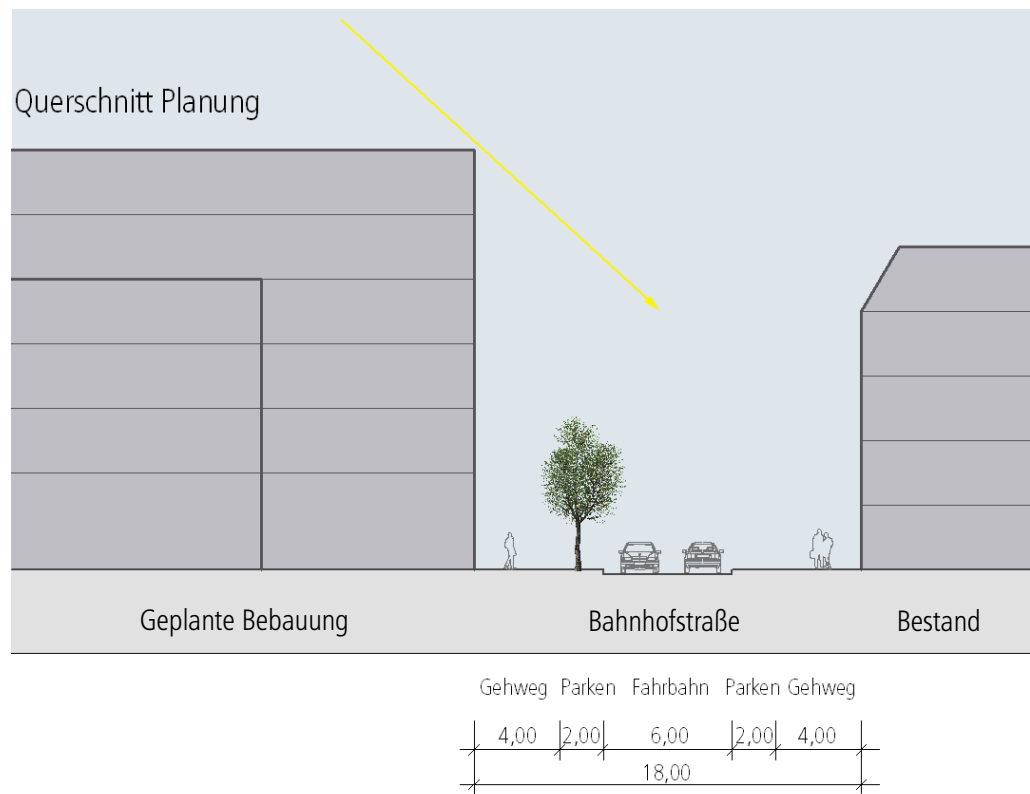 Querschnitt Planung
Geplante Bebauung Bahnhofstraße Bestand
Gehweg Parken Fahrbahn Parken Gehweg
4,00 2,00 6,00 2,00 4,00
18,00